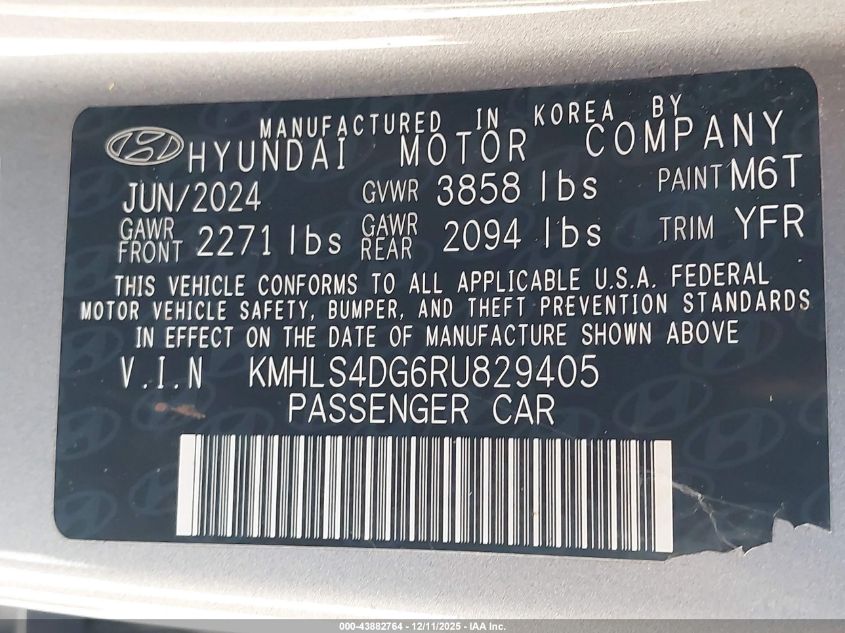 MANUFACTURED IN KOREA BY
HYUNDAI MOTOR COMPANY
JUN/2024 GVWR 3858 lbs PAINT M6T
GAWR FRONT 2271 lbs GAWR REAR 2094 lbs TRIM YFR
THIS VEHICLE CONFORMS TO ALL APPLICABLE U.S.A. FEDERAL
MOTOR VEHICLE SAFETY, BUMPER, AND THEFT PREVENTION STANDARDS
IN EFFECT ON THE DATE OF MANUFACTURE SHOWN ABOVE
V.I.N KMHLS4DG6RU829405
PASSENGER CAR
000-43882764 - 12/11/2025 - IAA Inc.